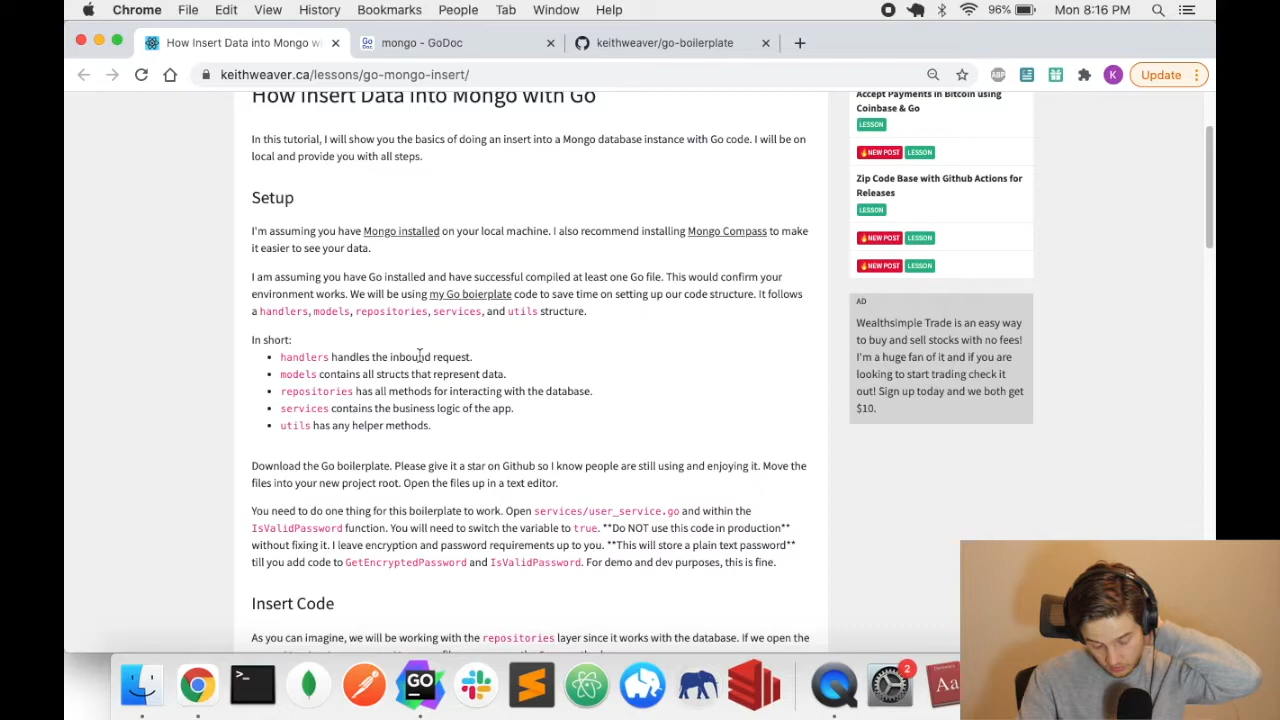 Chrome File Edit View History Bookmarks People Tab Window Help 96% Mon 8:16 PM
How Insert Data into Mongo wi
mongo - GoDoc
keithweaver/go-boilerplate
keithweaver.ca/lessons/go-mongo-insert/
ABP
K
Update
How Insert Data into Mongo with Go
In this tutorial, I will show you the basics of doing an insert into a Mongo database instance with Go code. I will be on
local and provide you with all steps.
Setup
I'm assuming you have Mongo installed on your local machine. I also recommend installing Mongo Compass to make
it easier to see your data.
I am assuming you have Go installed and have successful compiled at least one Go file. This would confirm your
environment works. We will be using my Go boierplate code to save time on setting up our code structure. It follows
a handlers, models, repositories, services, and utils structure.
In short:
handlers handles the inbound request.
models contains all structs that represent data.
repositories has all methods for interacting with the database.
services contains the business logic of the app.
utils has any helper methods.
Download the Go boilerplate. Please give it a star on Github so I know people are still using and enjoying it. Move the
files into your new project root. Open the files up in a text editor.
You need to do one thing for this boilerplate to work. Open services/user_service.go and within the
IsValidPassword function. You will need to switch the variable to true. **Do NOT use this code in production**
without fixing it. I leave encryption and password requirements up to you. **This will store a plain text password**
till you add code to GetEncryptedPassword and IsValidPassword. For demo and dev purposes, this is fine.
Insert Code
As you can imagine, we will be working with the repositories layer since it works with the database. If we open the
Accept Payments in Bitcoin using
Coinbase & Go
LESSON
🔥NEW POST LESSON
Zip Code Base with Github Actions for
Releases
LESSON
🔥NEW POST LESSON
🔥NEW POST LESSON
AD
Wealthsimple Trade is an easy way
to buy and sell stocks with no fees!
I'm a huge fan of it and if you are
looking to start trading check it
out! Sign up today and we both get
$10.
GO
2
Aa